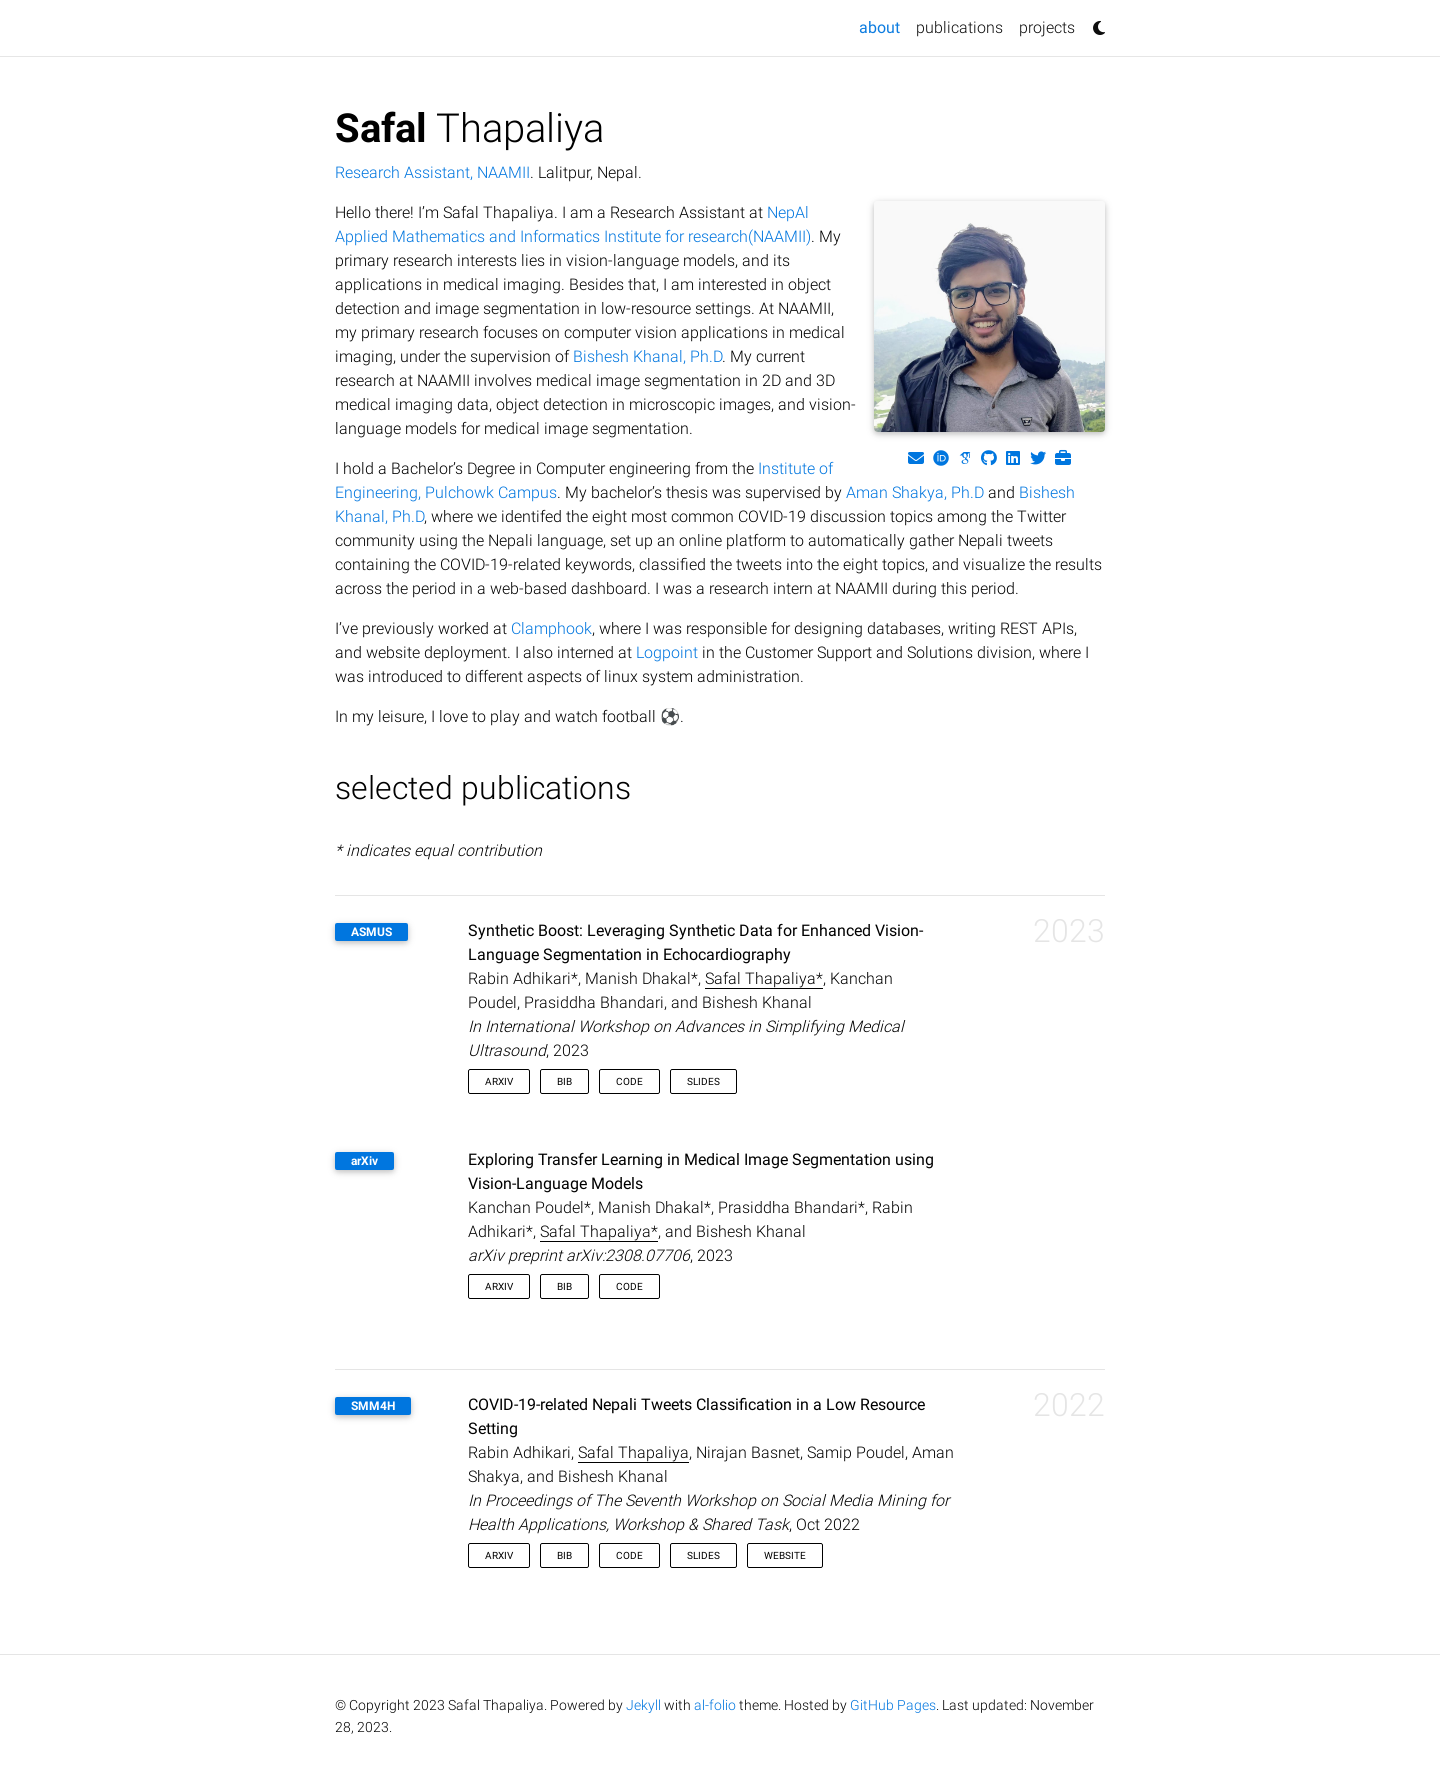 about publications projects
Safal Thapaliya
Research Assistant, NAAMII. Lalitpur, Nepal.
Hello there! I’m Safal Thapaliya. I am a Research Assistant at NepAl
Applied Mathematics and Informatics Institute for research(NAAMII). My
primary research interests lies in vision-language models, and its
applications in medical imaging. Besides that, I am interested in object
detection and image segmentation in low-resource settings. At NAAMII,
my primary research focuses on computer vision applications in medical
imaging, under the supervision of Bishesh Khanal, Ph.D. My current
research at NAAMII involves medical image segmentation in 2D and 3D
medical imaging data, object detection in microscopic images, and vision-
language models for medical image segmentation.
I hold a Bachelor’s Degree in Computer engineering from the Institute of
Engineering, Pulchowk Campus. My bachelor’s thesis was supervised by Aman Shakya, Ph.D and Bishesh
Khanal, Ph.D, where we identifed the eight most common COVID-19 discussion topics among the Twitter
community using the Nepali language, set up an online platform to automatically gather Nepali tweets
containing the COVID-19-related keywords, classified the tweets into the eight topics, and visualize the results
across the period in a web-based dashboard. I was a research intern at NAAMII during this period.
I’ve previously worked at Clamphook, where I was responsible for designing databases, writing REST APIs,
and website deployment. I also interned at Logpoint in the Customer Support and Solutions division, where I
was introduced to different aspects of linux system administration.
In my leisure, I love to play and watch football ⚽.
selected publications
* indicates equal contribution
2023
ASMUS
Synthetic Boost: Leveraging Synthetic Data for Enhanced Vision-
Language Segmentation in Echocardiography
Rabin Adhikari*, Manish Dhakal*, Safal Thapaliya*, Kanchan
Poudel, Prasiddha Bhandari, and Bishesh Khanal
In International Workshop on Advances in Simplifying Medical
Ultrasound, 2023
ARXIV BIB CODE SLIDES
arXiv
Exploring Transfer Learning in Medical Image Segmentation using
Vision-Language Models
Kanchan Poudel*, Manish Dhakal*, Prasiddha Bhandari*, Rabin
Adhikari*, Safal Thapaliya*, and Bishesh Khanal
arXiv preprint arXiv:2308.07706, 2023
ARXIV BIB CODE
2022
SMM4H
COVID-19-related Nepali Tweets Classification in a Low Resource
Setting
Rabin Adhikari, Safal Thapaliya, Nirajan Basnet, Samip Poudel, Aman
Shakya, and Bishesh Khanal
In Proceedings of The Seventh Workshop on Social Media Mining for
Health Applications, Workshop & Shared Task, Oct 2022
ARXIV BIB CODE SLIDES WEBSITE
© Copyright 2023 Safal Thapaliya. Powered by Jekyll with al-folio theme. Hosted by GitHub Pages. Last updated: November
28, 2023.